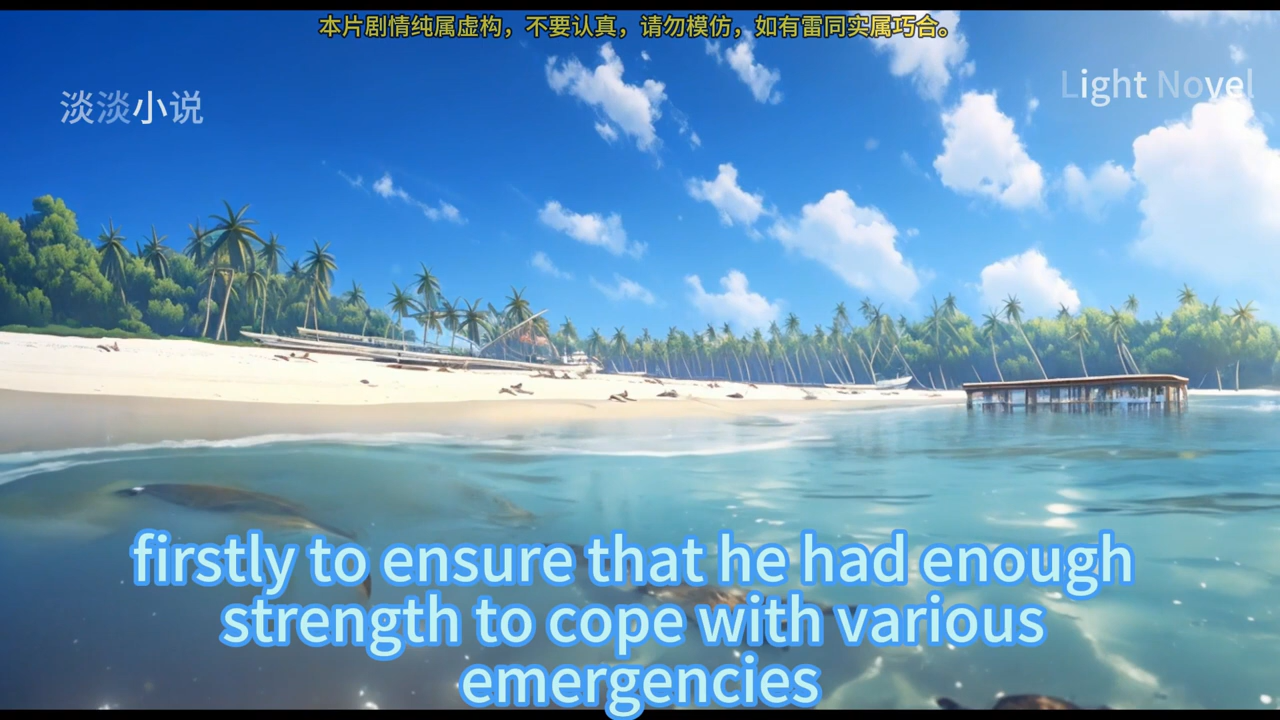 本片剧情纯属虚构，不要认真，请勿模仿，如有雷同实属巧合。
淡淡小说
Light Novel
firstly to ensure that he had enough
strength to cope with various
emergencies